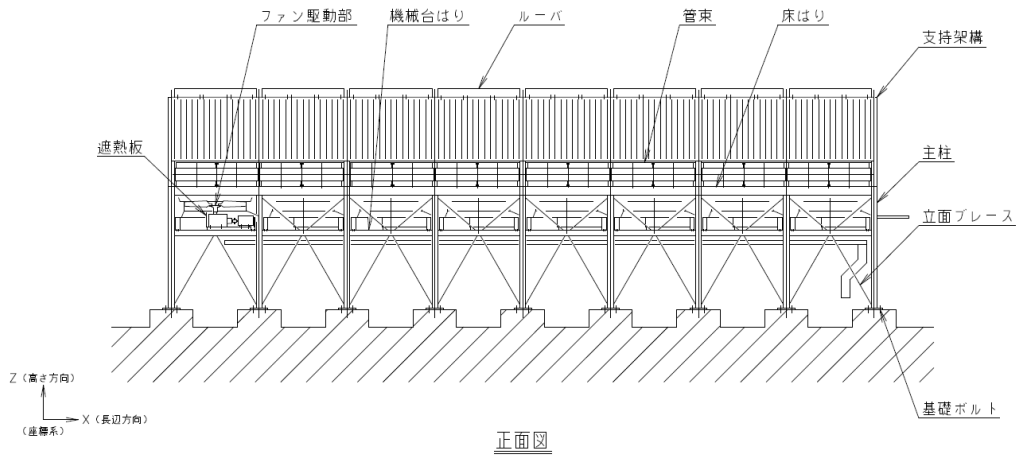 ファン駆動部
機械台はり
ルーバ
管束
床はり
支持架構
遮熱板
主柱
立面ブレース
Z(高さ方向)
X(長辺方向)
(座標系)
基礎ボルト
正面図